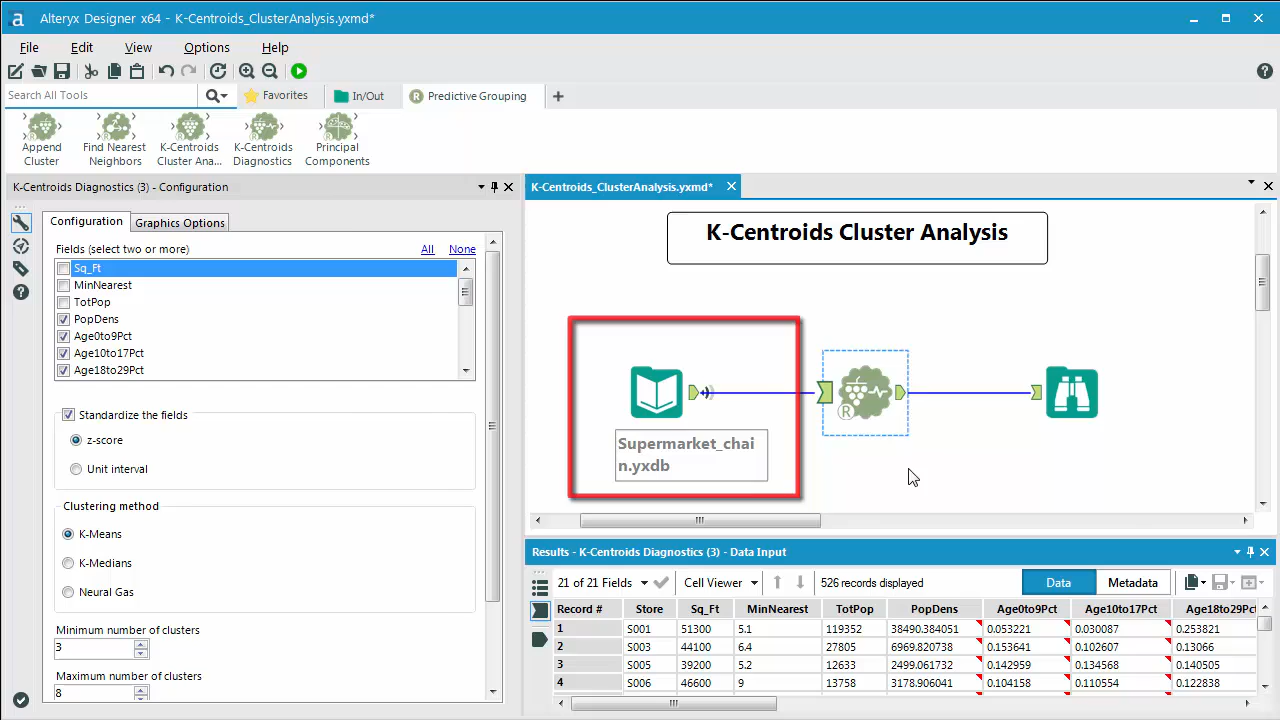 Alteryx Designer x64 - K-Centroids_ClusterAnalysis.yxmd*
File Edit View Options Help
Search All Tools
Favorites
In/Out
Predictive Grouping
Append Cluster
Find Nearest Neighbors
K-Centroids Cluster Ana...
K-Centroids Diagnostics
Principal Components
K-Centroids Diagnostics (3) - Configuration
Configuration Graphics Options
Fields (select two or more) All None
Sq_Ft
MinNearest
TotPop
PopDens
Age0to9Pct
Age10to17Pct
Age18to29Pct
Standardize the fields
z-score
Unit interval
Clustering method
K-Means
K-Medians
Neural Gas
Minimum number of clusters
3
Maximum number of clusters
8
K-Centroids_ClusterAnalysis.yxmd*
K-Centroids Cluster Analysis
Supermarket_chai
n.yxdb
Results - K-Centroids Diagnostics (3) - Data Input
21 of 21 Fields Cell Viewer 526 records displayed Data Metadata
Record # Store Sq_Ft MinNearest TotPop PopDens Age0to9Pct Age10to17Pct Age18to29Pct
1 S001 51300 5.1 119352 38490.384051 0.053221 0.030087 0.253821
2 S003 44100 6.4 27805 6969.820738 0.153641 0.102607 0.13066
3 S005 39200 5.2 12633 2499.061732 0.142959 0.134568 0.140505
4 S006 46600 9 13758 3178.906041 0.104158 0.110554 0.122838